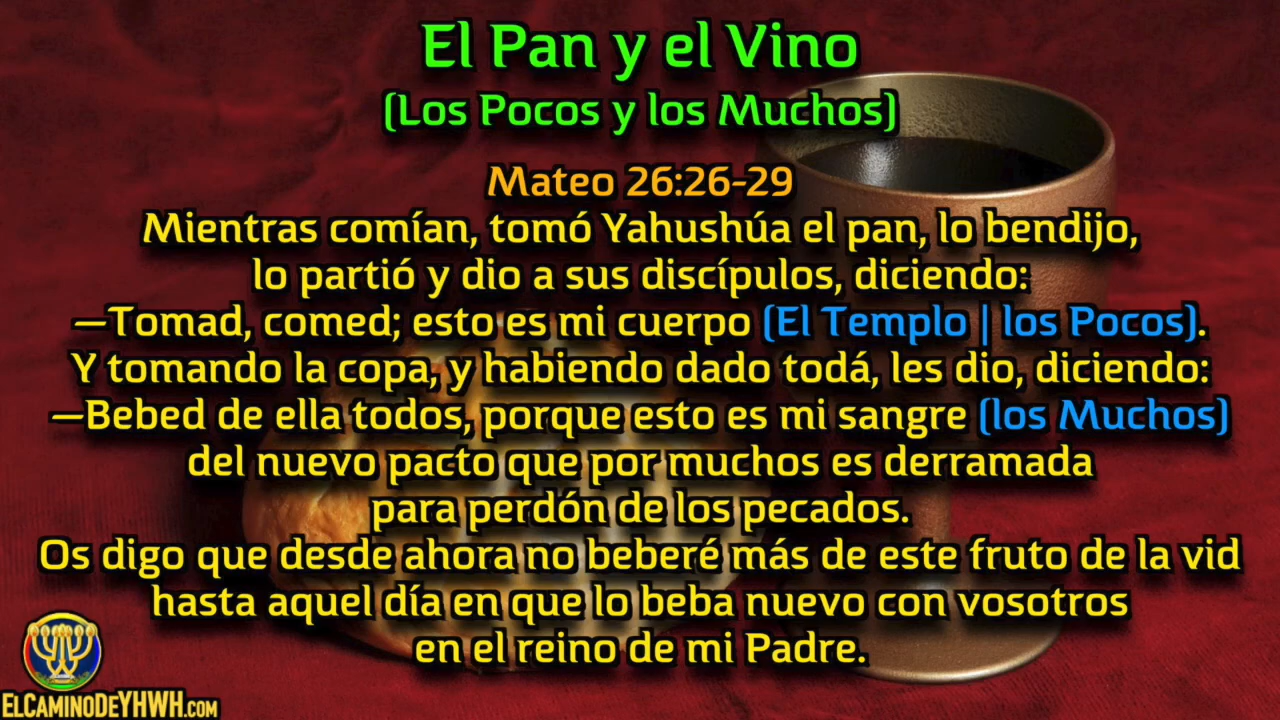 El Pan y el Vino
(Los Pocos y los Muchos)
Mateo 26:26-29
Mientras comían, tomó Yahushúa el pan, lo bendijo,
lo partió y dio a sus discípulos, diciendo:
—Tomad, comed; esto es mi cuerpo (El Templo | los Pocos).
Y tomando la copa, y habiendo dado todá, les dio, diciendo:
—Bebed de ella todos, porque esto es mi sangre (los Muchos)
del nuevo pacto que por muchos es derramada
para perdón de los pecados.
Os digo que desde ahora no beberé más de este fruto de la vid
hasta aquel día en que lo beba nuevo con vosotros
en el reino de mi Padre.
ELCAMINODEYHWH.com